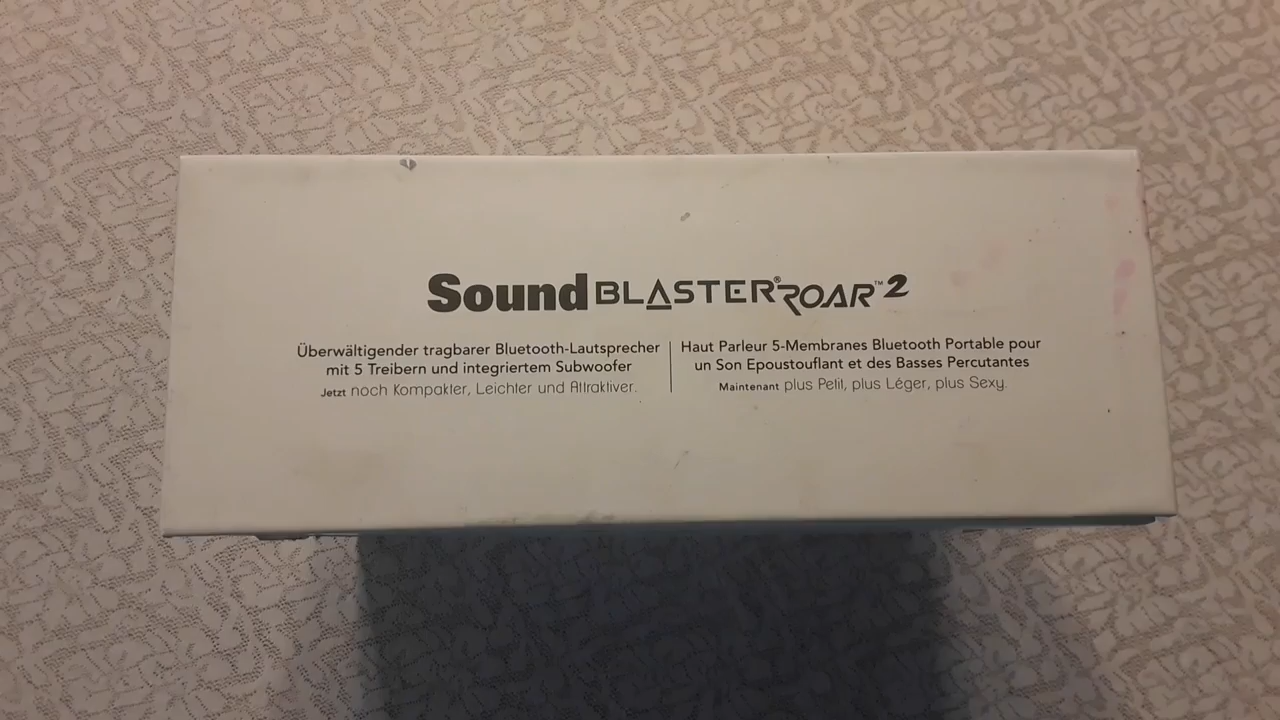 Sound BLASTER® ROAR™ 2
Überwältigender tragbarer Bluetooth-Lautsprecher
mit 5 Treibern und integriertem Subwoofer
Jetzt noch Kompakter, Leichter und Attraktiver.
Haut Parleur 5-Membranes Bluetooth Portable pour
un Son Epoustouflant et des Basses Percutantes
Maintenant plus Petit, plus Léger, plus Sexy.